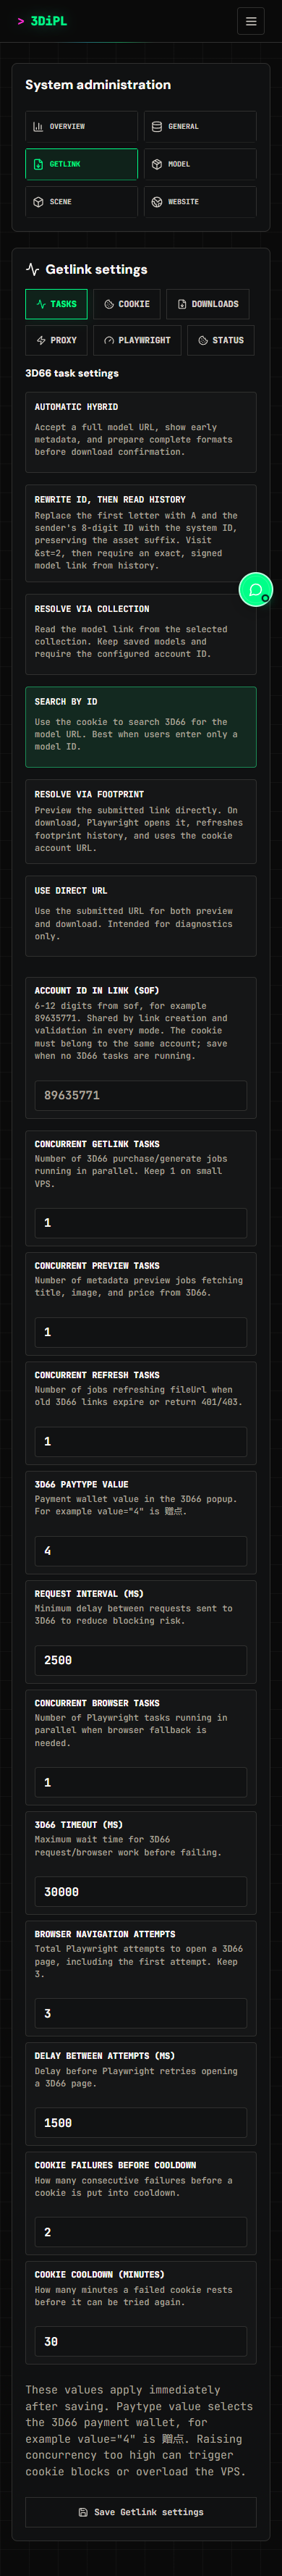 > 3DiPL
System administration
OVERVIEW
GENERAL
GETLINK
MODEL
SCENE
WEBSITE
Getlink settings
TASKS
COOKIE
DOWNLOADS
PROXY
PLAYWRIGHT
STATUS
3D66 task settings
AUTOMATIC HYBRID
Accept a full model URL, show early
metadata, and prepare complete formats
before download confirmation.
REWRITE ID, THEN READ HISTORY
Replace the first letter with A and the
sender's 8-digit ID with the system ID,
preserving the asset suffix. Visit
&st=2, then require an exact, signed
model link from history.
RESOLVE VIA COLLECTION
Read the model link from the selected
collection. Keep saved models and
require the configured account ID.
SEARCH BY ID
Use the cookie to search 3D66 for the
model URL. Best when users enter only a
model ID.
RESOLVE VIA FOOTPRINT
Preview the submitted link directly. On
download, Playwright opens it, refreshes
footprint history, and uses the cookie
account URL.
USE DIRECT URL
Use the submitted URL for both preview
and download. Intended for diagnostics
only.
ACCOUNT ID IN LINK (SOF)
6-12 digits from sof, for example
89635771. Shared by link creation and
validation in every mode. The cookie
must belong to the same account; save
when no 3D66 tasks are running.
89635771
CONCURRENT GETLINK TASKS
Number of 3D66 purchase/generate jobs
running in parallel. Keep 1 on small
VPS.
1
CONCURRENT PREVIEW TASKS
Number of metadata preview jobs fetching
title, image, and price from 3D66.
1
CONCURRENT REFRESH TASKS
Number of jobs refreshing fileUrl when
old 3D66 links expire or return 401/403.
1
3D66 PAYTYPE VALUE
Payment wallet value in the 3D66 popup.
For example value="4" is 赠点.
4
REQUEST INTERVAL (MS)
Minimum delay between requests sent to
3D66 to reduce blocking risk.
2500
CONCURRENT BROWSER TASKS
Number of Playwright tasks running in
parallel when browser fallback is
needed.
1
3D66 TIMEOUT (MS)
Maximum wait time for 3D66
request/browser work before failing.
30000
BROWSER NAVIGATION ATTEMPTS
Total Playwright attempts to open a 3D66
page, including the first attempt. Keep
3.
3
DELAY BETWEEN ATTEMPTS (MS)
Delay before Playwright retries opening
a 3D66 page.
1500
COOKIE FAILURES BEFORE COOLDOWN
How many consecutive failures before a
cookie is put into cooldown.
2
COOKIE COOLDOWN (MINUTES)
How many minutes a failed cookie rests
before it can be tried again.
30
These values apply immediately
after saving. Paytype value selects
the 3D66 payment wallet, for
example value="4" is 赠点. Raising
concurrency too high can trigger
cookie blocks or overload the VPS.
Save Getlink settings